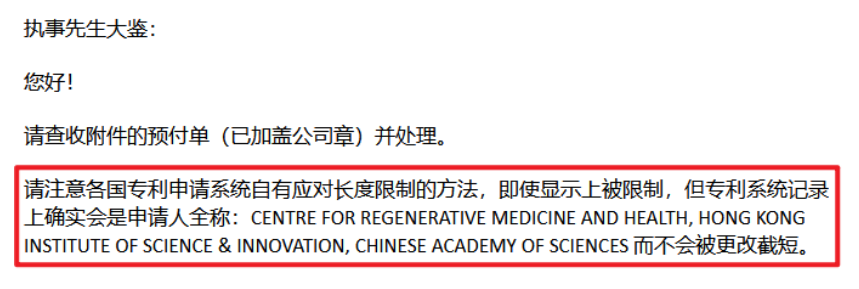 执事先生大鉴：
您好！
请查收附件的预付单（已加盖公司章）并处理。
请注意各国专利申请系统自有应对长度限制的方法，即使显示上被限制，但专利系统记录
上确实会是申请人全称：CENTRE FOR REGENERATIVE MEDICINE AND HEALTH, HONG KONG
INSTITUTE OF SCIENCE & INNOVATION, CHINESE ACADEMY OF SCIENCES 而不会被更改截短。